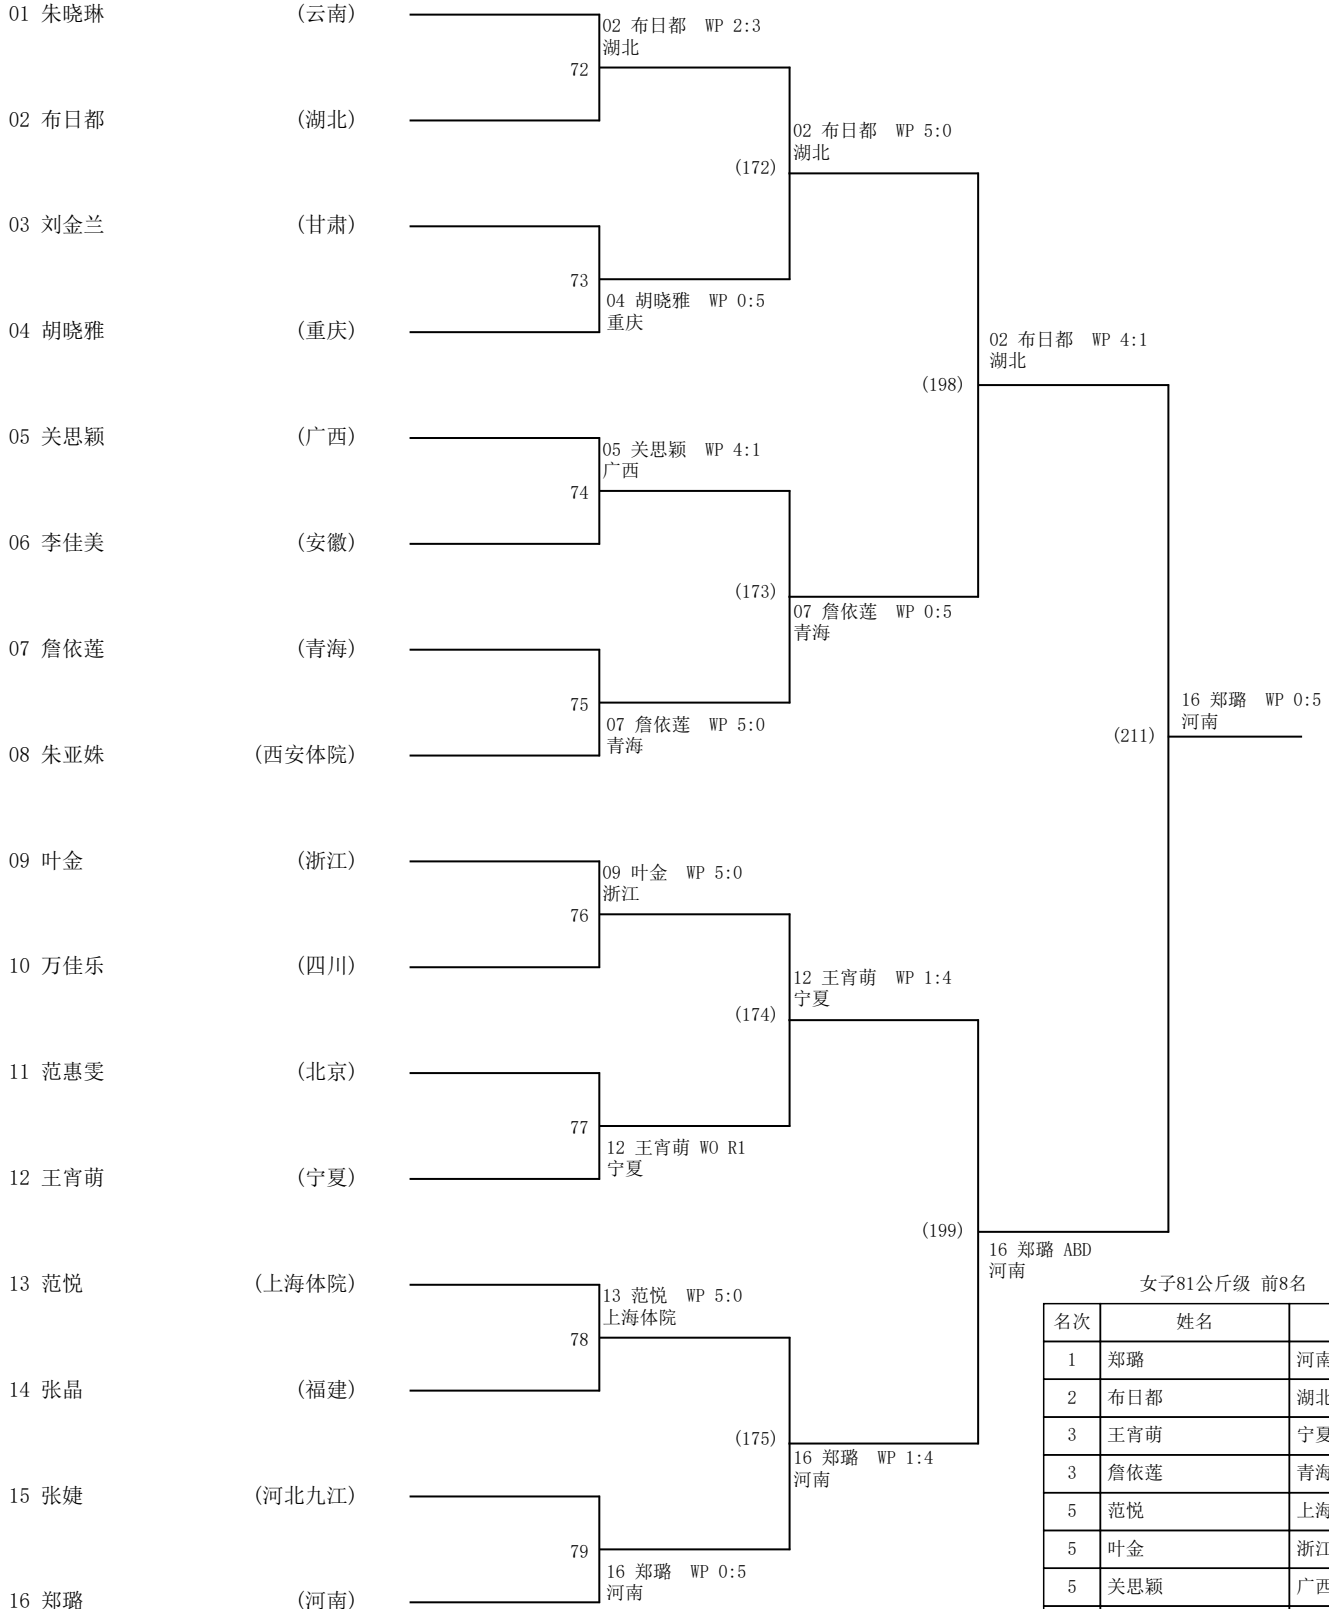 01 朱晓琳 (云南)
02 布日都 WP 2:3
湖北
72
02 布日都 (湖北)
02 布日都 WP 5:0
湖北
(172)
03 刘金兰 (甘肃)
73
04 胡晓雅 WP 0:5
重庆
04 胡晓雅 (重庆)
02 布日都 WP 4:1
湖北
(198)
05 关思颖 (广西)
05 关思颖 WP 4:1
广西
74
06 李佳美 (安徽)
(173)
07 詹依莲 WP 0:5
青海
07 詹依莲 (青海)
75
07 詹依莲 WP 5:0
青海
08 朱亚姝 (西安体院)
16 郑璐 WP 0:5
河南
(211)
09 叶金 (浙江)
09 叶金 WP 5:0
浙江
76
10 万佳乐 (四川)
12 王宵萌 WP 1:4
宁夏
(174)
11 范惠雯 (北京)
77
12 王宵萌 WO R1
宁夏
12 王宵萌 (宁夏)
(199)
16 郑璐 ABD
河南
13 范悦 (上海体院)
13 范悦 WP 5:0
上海体院
78
14 张晶 (福建)
(175)
16 郑璐 WP 1:4
河南
15 张婕 (河北九江)
79
16 郑璐 WP 0:5
河南
16 郑璐 (河南)
女子81公斤级 前8名
名次 姓名
1 郑璐 河南
2 布日都 湖北
3 王宵萌 宁夏
3 詹依莲 青海
5 范悦 上海
5 叶金 浙江
5 关思颖 广西